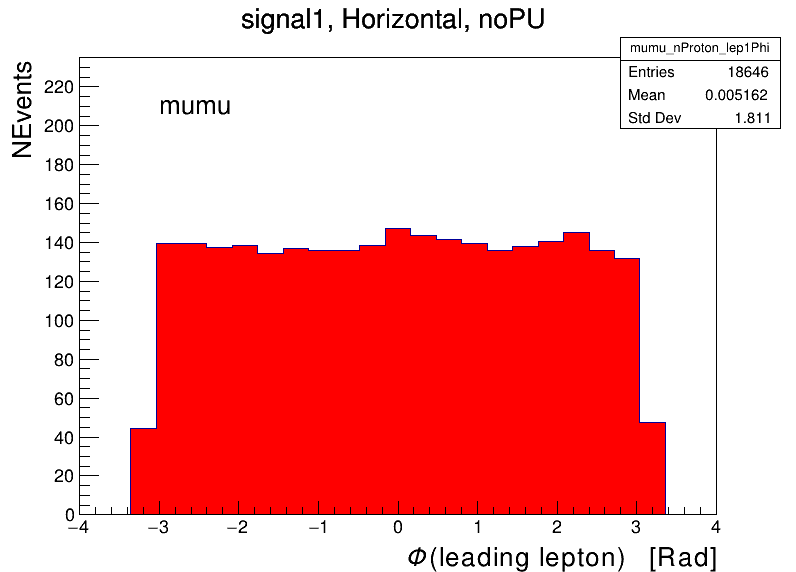 signal1, Horizontal, noPU
mumu_nProton_lep1Phi
Entries 18646
Mean 0.005162
Std Dev 1.811
NEvents
mumu
220
200
180
160
140
120
100
80
60
40
20
0
−4 −3 −2 −1 0 1 2 3 4
Φ(leading lepton) [Rad]